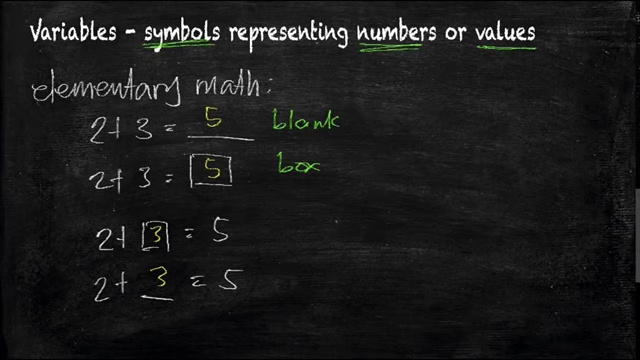 Variables - symbols representing numbers or values
elementary math:
2 + 3 = 5 blank
2 + 3 = 5 box
2 + 3 = 5
2 + 3 = 5